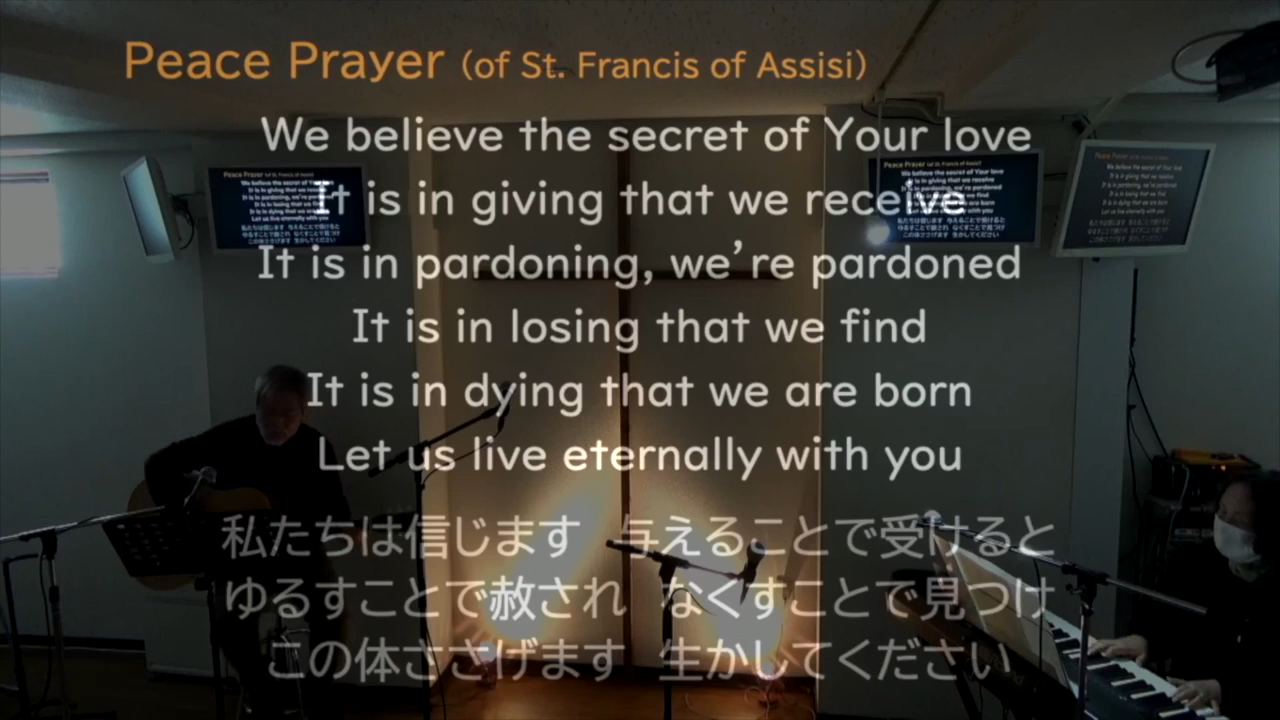 Peace Prayer (of St. Francis of Assisi)
We believe the secret of Your love
It is in giving that we receive
It is in pardoning, we're pardoned
It is in losing that we find
It is in dying that we are born
Let us live eternally with you
私たちは信じます 与えることで受けると
ゆるすことで赦され なくすことで見つけ
この体ささげます 生かしてください